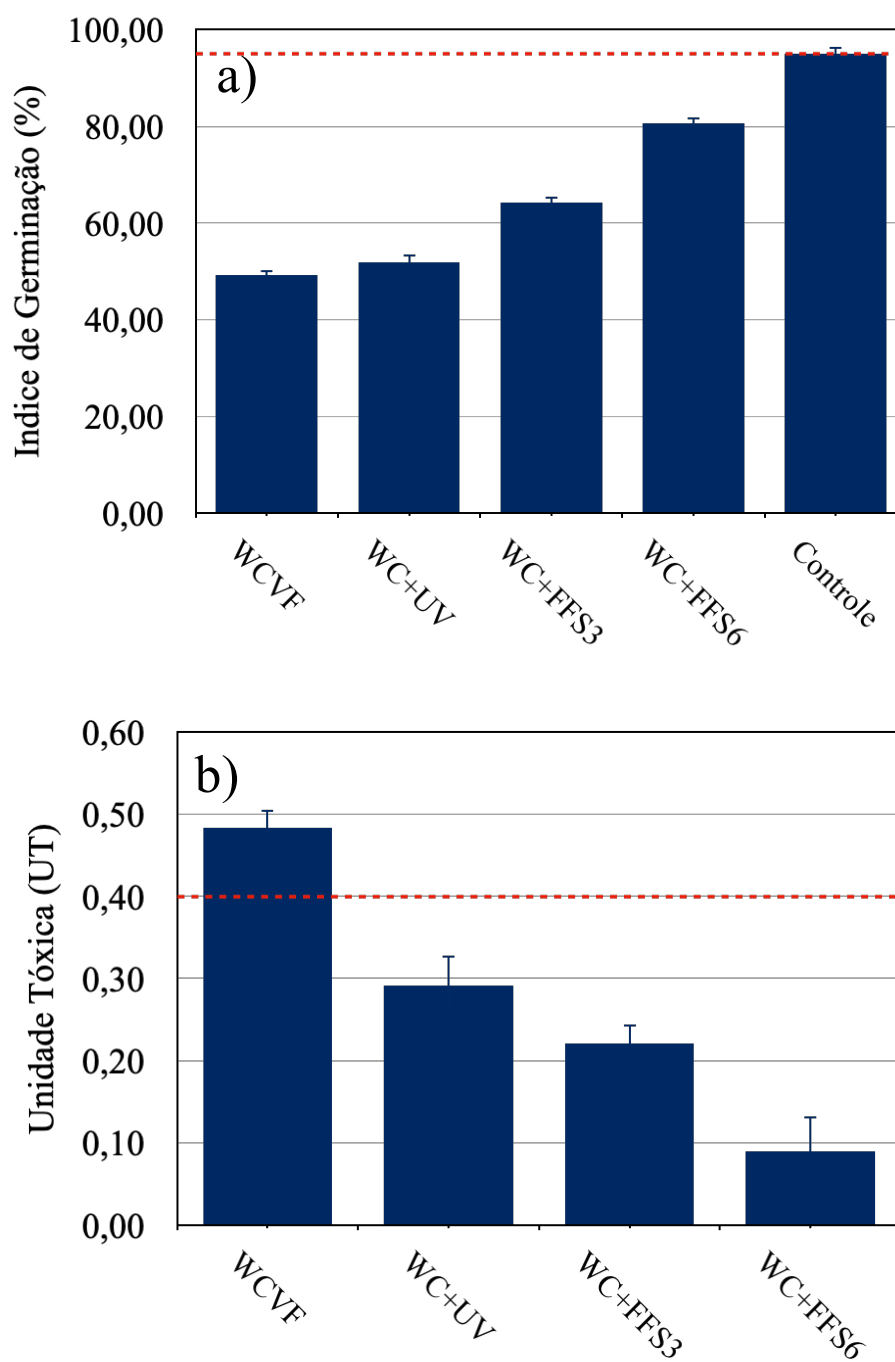 a)
Indice de Germinação (%)
100,00
80,00
60,00
40,00
20,00
0,00
WCVF
WC+UV
WC+FFS3
WC+FFS6
Controle
b)
Unidade Tóxica (UT)
0,60
0,50
0,40
0,30
0,20
0,10
0,00
WCVF
WC+UV
WC+FFS3
WC+FFS6